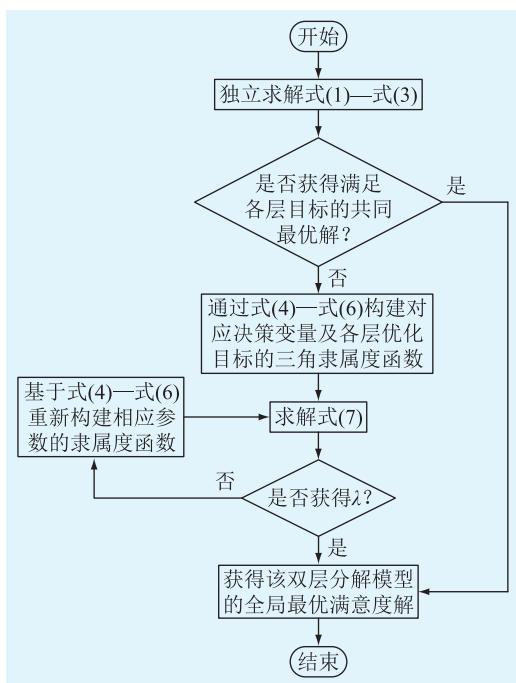 开始
独立求解式(1)—式(3)
是否获得满足
各层目标的共同
最优解？
是
否
通过式(4)—式(6)构建对
应决策变量及各层优化
目标的三角隶属度函数
基于式(4)—式(6)
重新构建相应参
数的隶属度函数
求解式(7)
否
是否获得λ？
是
获得该双层分解模型
的全局最优满意度解
结束